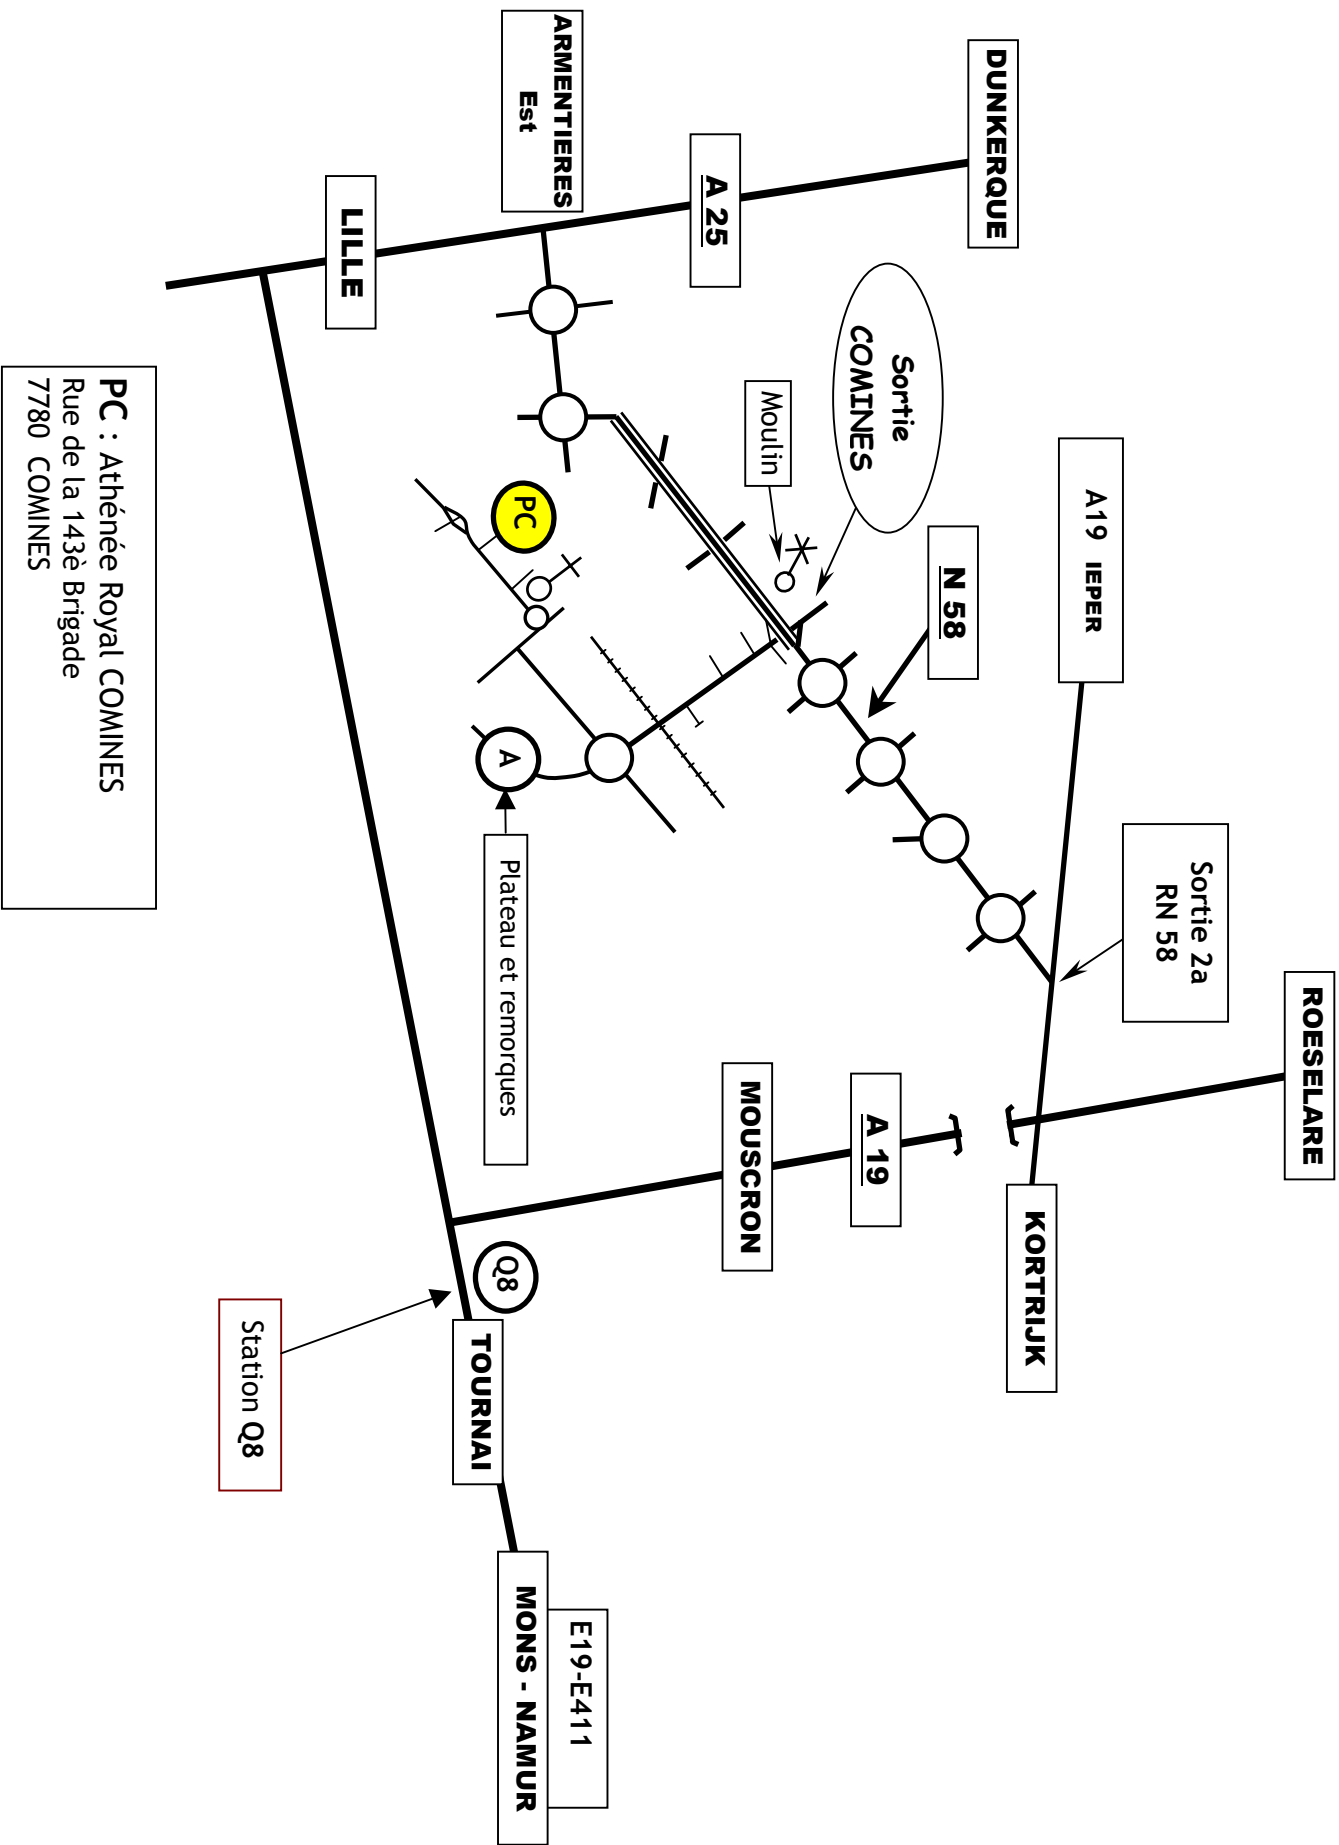 ROESELARE
A19 IEPER
Sortie 2a
RN 58
KORTRIJK
DUNKERQUE
N 58
Sortie
COMINES
A 19
Moulin
A 25
MOUSCRON
ARMENTIERES
Est
PC
A
Plateau et remorques
Q8
E19-E411
MONS - NAMUR
TOURNAI
LILLE
Station Q8
PC : Athénée Royal COMINES
Rue de la 143è Brigade
7780 COMINES